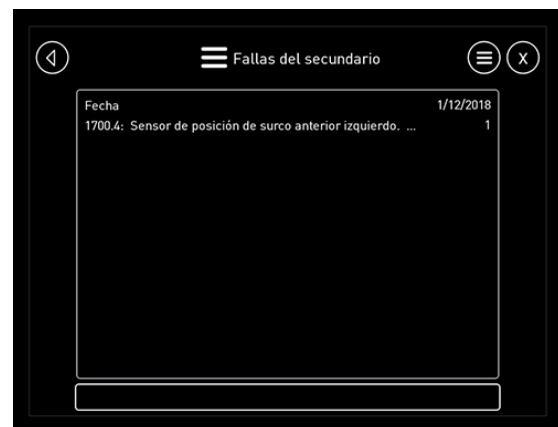 Fallas del secundario
X
Fecha 1/12/2018
1700.4: Sensor de posición de surco anterior izquierdo. ... 1